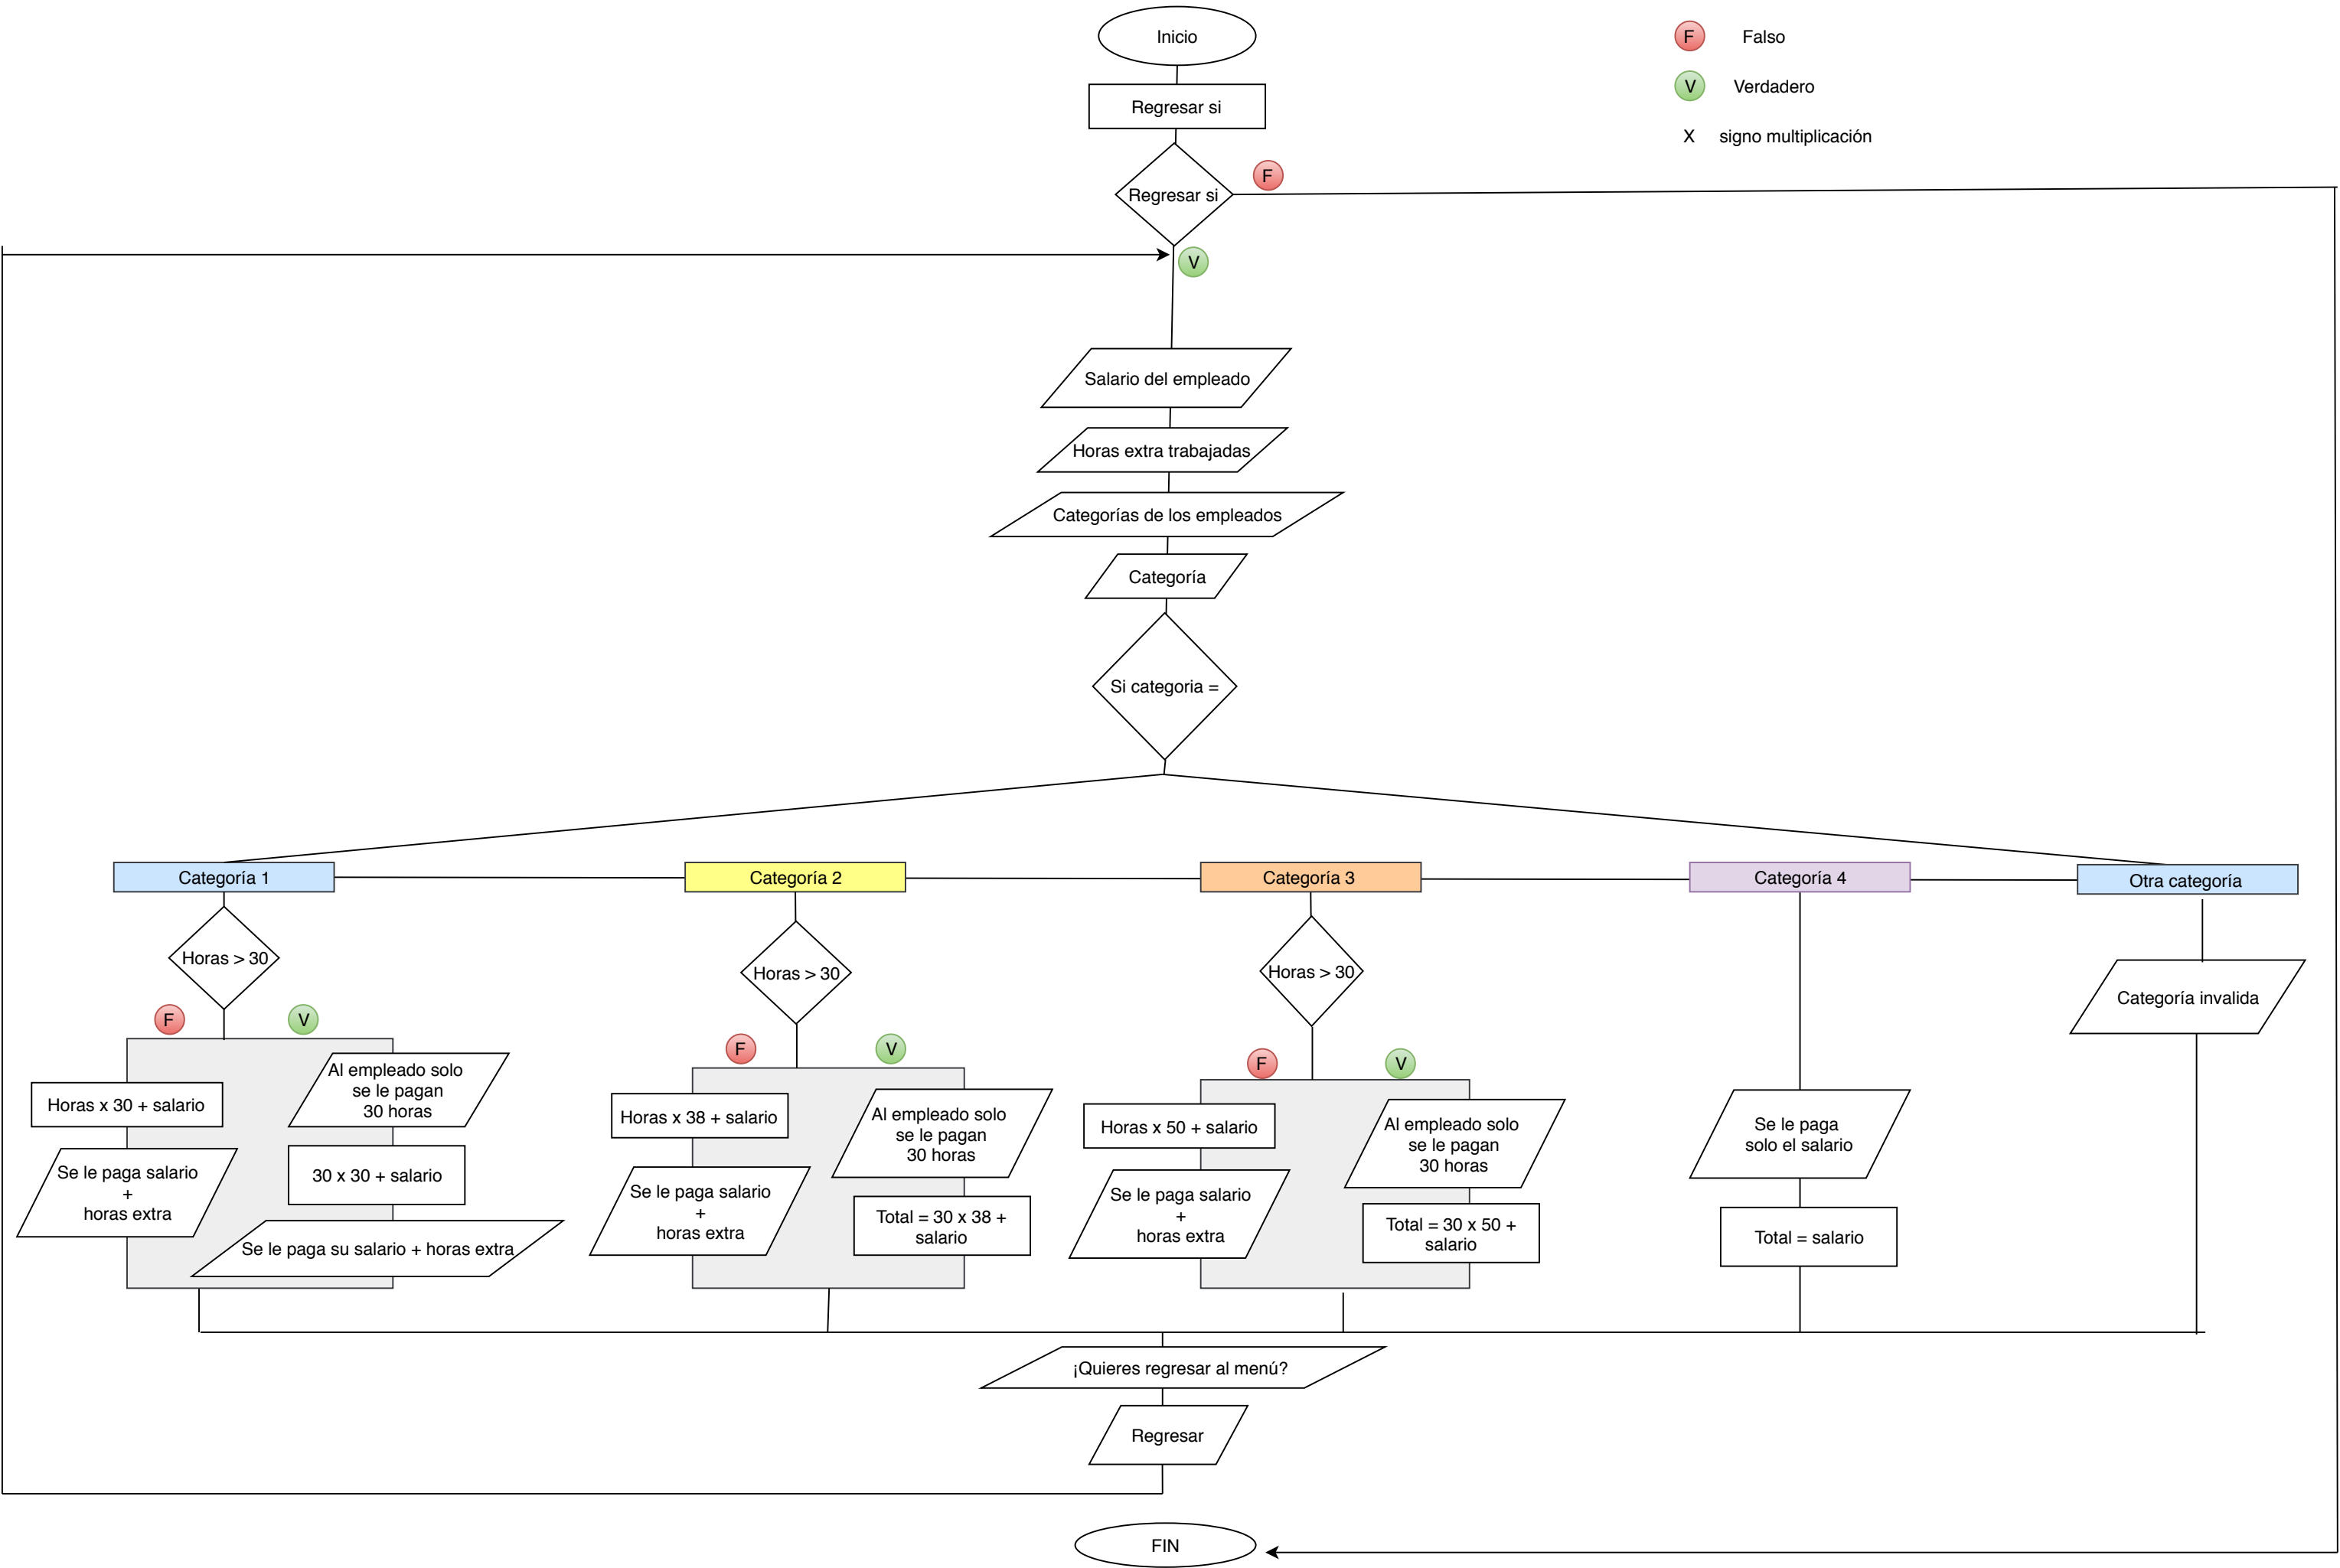 Inicio
F Falso
Regresar si
V Verdadero
X signo multiplicación
Regresar si
F
V
Salario del empleado
Horas extra trabajadas
Categorías de los empleados
Categoría
Si categoria =
Categoría 1
Categoría 2
Categoría 3
Categoría 4
Otra categoría
Horas > 30
F
V
Horas x 30 + salario
Se le paga salario
+
horas extra
Al empleado solo
se le pagan
30 horas
30 x 30 + salario
Se le paga su salario + horas extra
Horas > 30
F
V
Horas x 38 + salario
Se le paga salario
+
horas extra
Al empleado solo
se le pagan
30 horas
Total = 30 x 38 +
salario
Horas > 30
F
V
Horas x 50 + salario
Se le paga salario
+
horas extra
Al empleado solo
se le pagan
30 horas
Total = 30 x 50 +
salario
Se le paga
solo el salario
Total = salario
Categoría invalida
¡Quieres regresar al menú?
Regresar
FIN